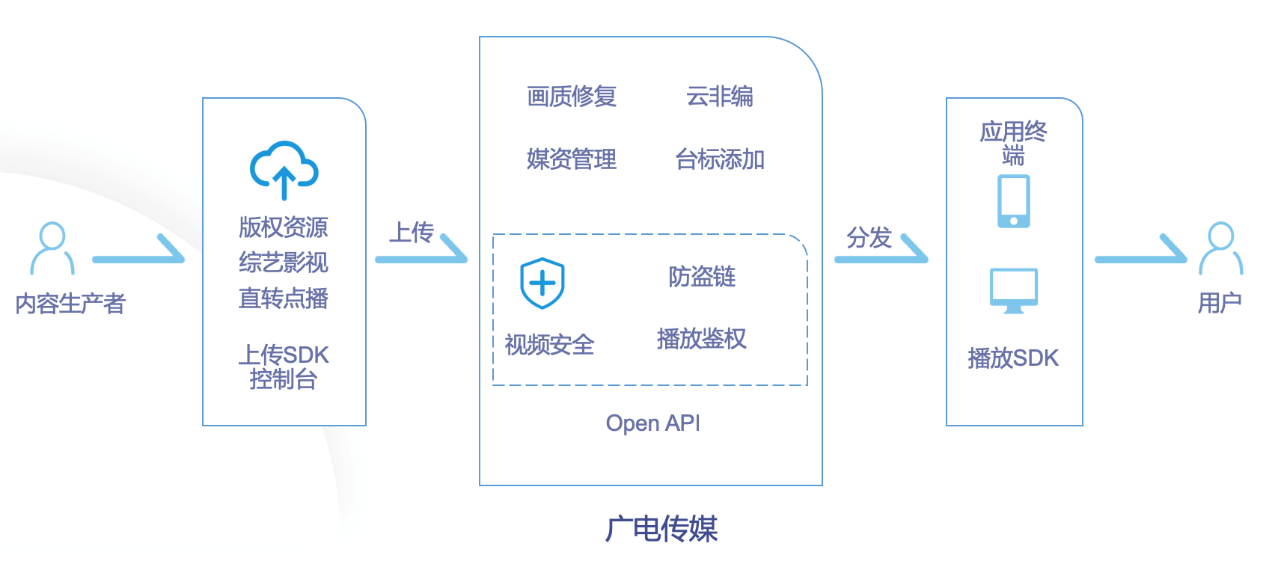 内容生产者
版权资源
综艺影视
直转点播
上传SDK
控制台
上传
画质修复
云非编
媒资管理
台标添加
视频安全
防盗链
播放鉴权
Open API
广电传媒
分发
应用终
端
播放SDK
用户